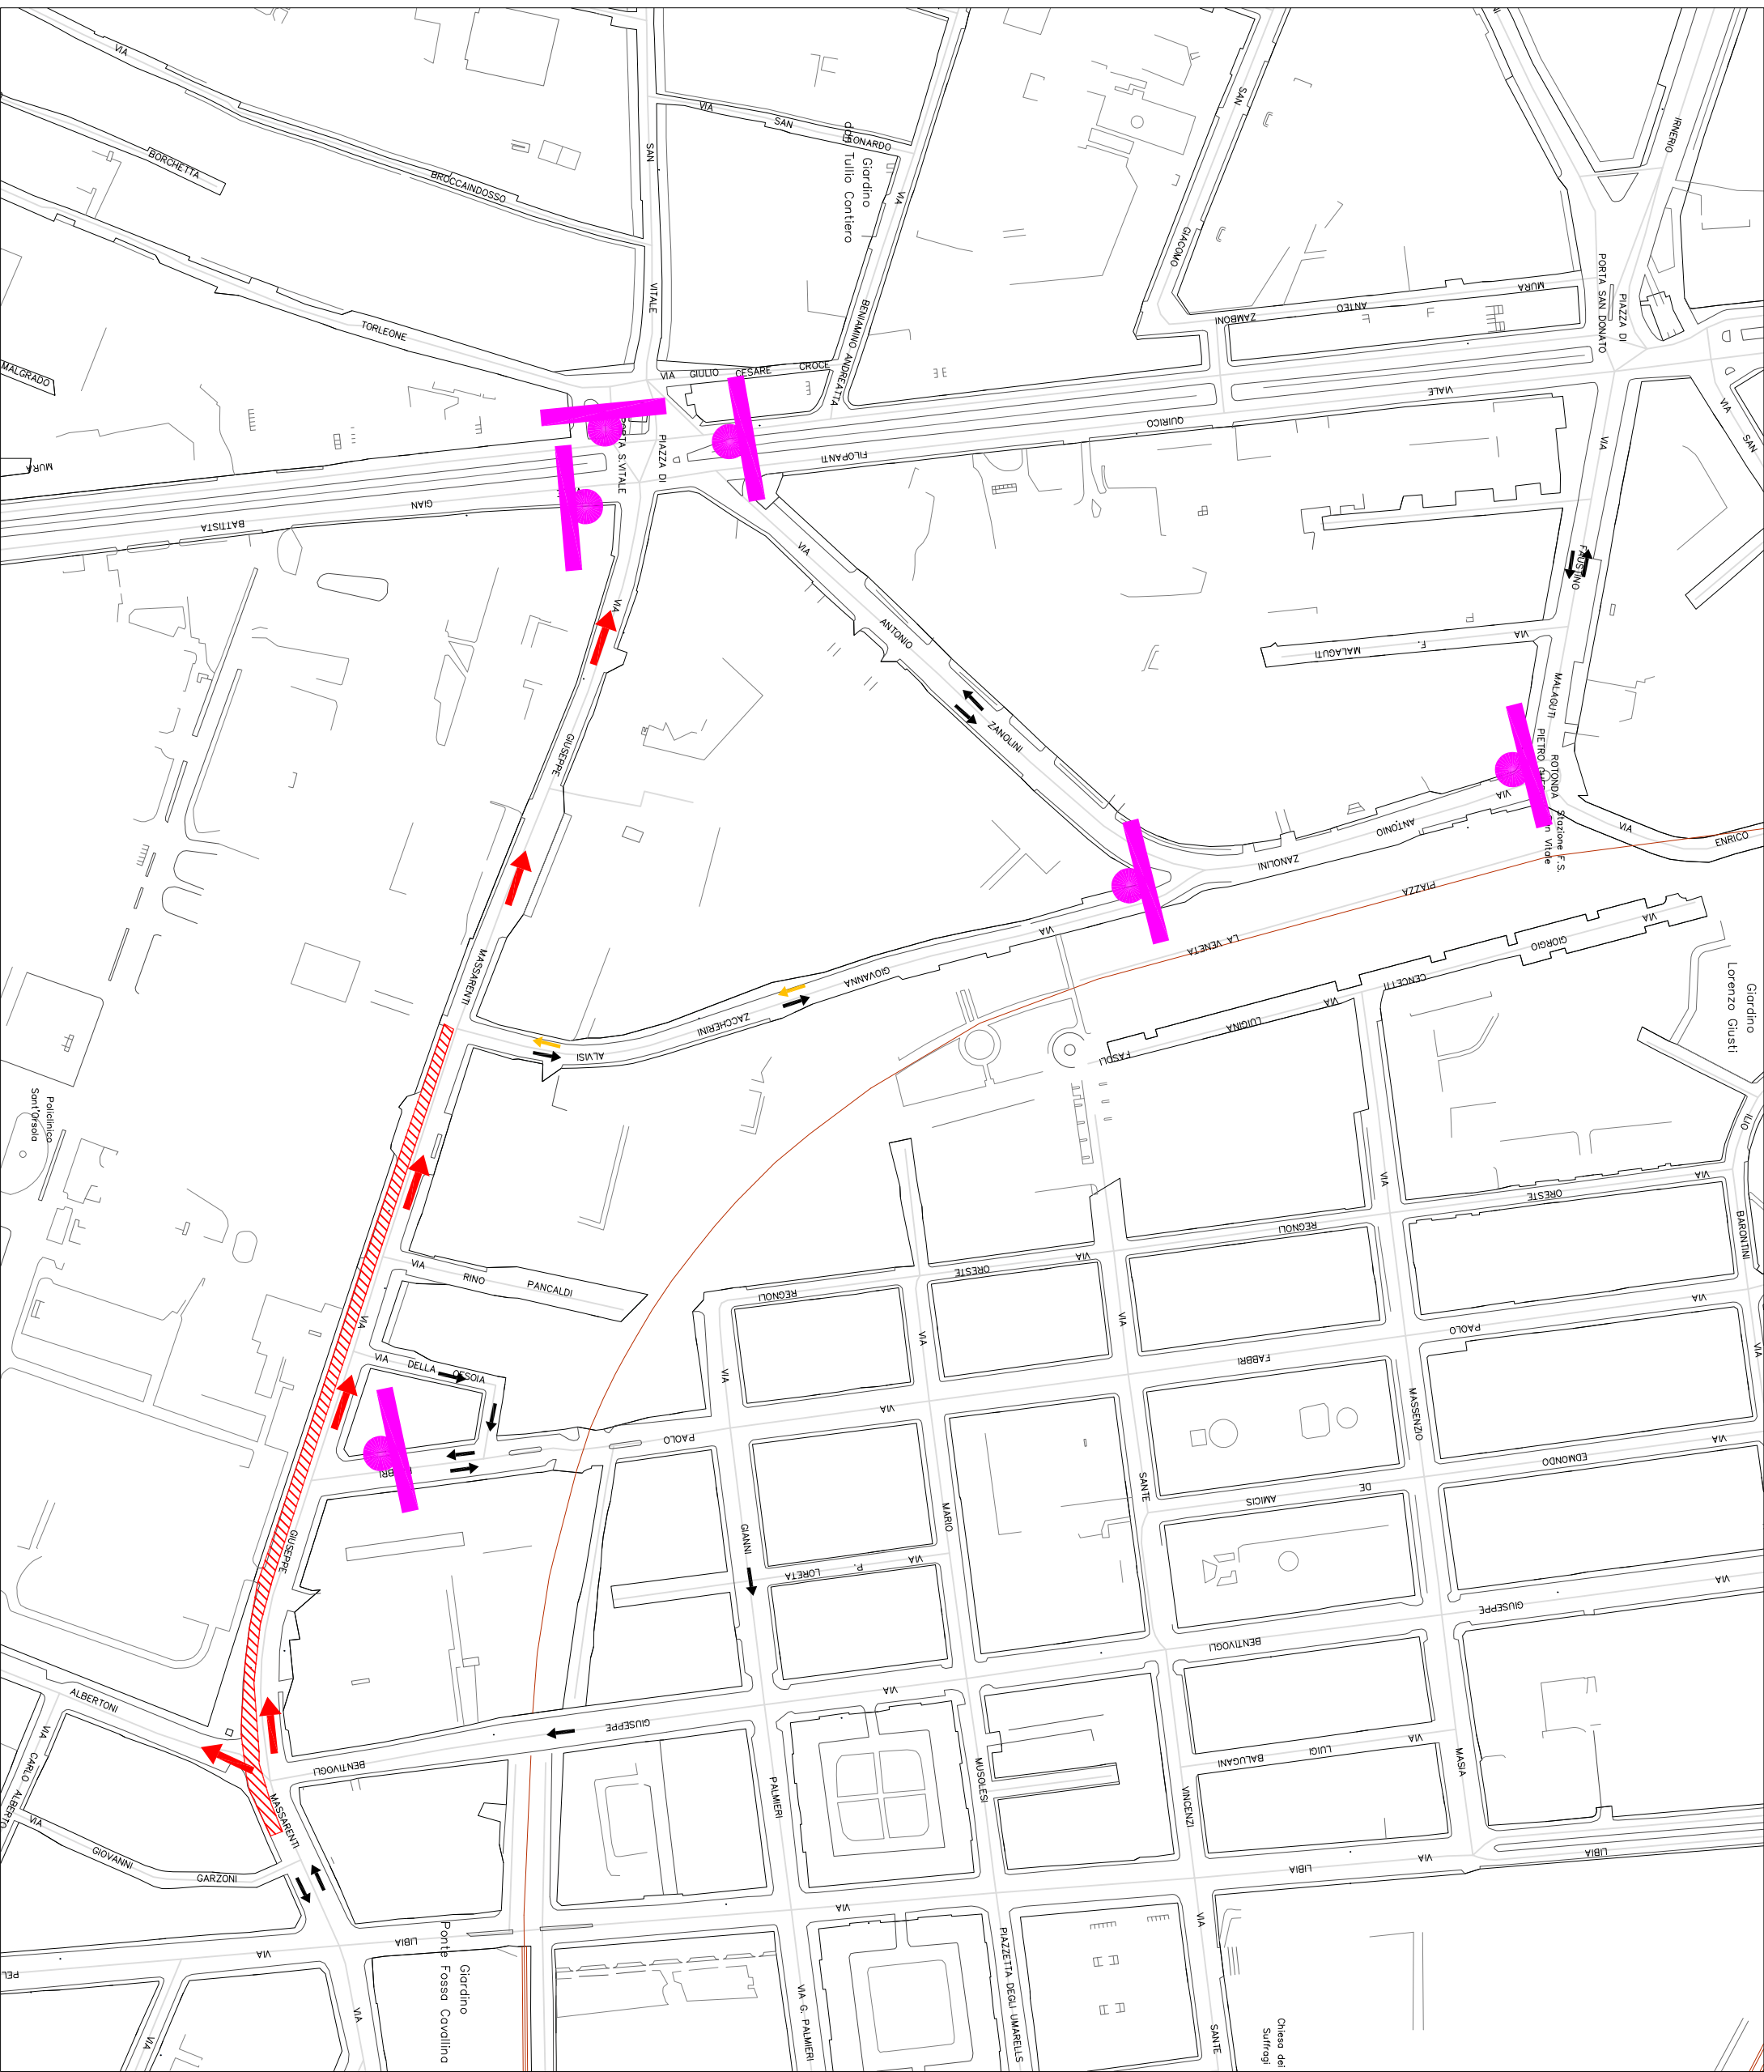 VIA
BORCHETTA
BROCCAINDOSSO
SAN
VITALE
VIA
SAN
Giardino
don Tullio Contiero
VIA
BENIAMINO ANDREATTA
SAN
GIACOMO
IRNERIO
PORTA SAN DONATO
PIAZZA DI
MURA
ANTEO
ZAMBONI
TORLEONE
MALGRADO
VIA GIULIO CESARE CROCE
VIALE
QUIRICO
FILOPANTI
PIAZZA DI
PORTA S.VITALE
MURA
GIAN
BATTISTA
VIA
SAN
VIA
FAUSTINO
MALAGUTI
VIA
F.
MALAGUTI
VIA
ANTONIO
ZANOLINI
VIA
GIUSEPPE
MASSARENTI
ROTONDA
Stazione F.S.
VIA
ENRICO
VIA
ANTONIO
ZANOLINI
PIAZZA
LA VENETA
VIA
GIOVANNA
ZACCHERINI
ALVISI
VIA
GIORGIO
CENCETTI
VIA
LUIGINA
FASOLI
Giardino
Lorenzo Giusti
Policlinico
Sant'Orsola
ILIO
BARONTINI
VIA
VIA
ORESTE
REGNOLI
VIA
ORESTE
REGNOLI
VIA
RINO
PANCALDI
VIA
VIA
DELLA
VIA
PAOLO
FABBRI
VIA
PAOLO
VIA
MASSENZIO
MASIA
VIA
SANTE
VINCENZI
VIA
MARIO
MUSOLESI
VIA
GIANNI
PALMIERI
VIA
EDMONDO
DE
AMICIS
VIA
P.
LORETA
GIUSEPPE
VIA
GIUSEPPE
BENTIVOGLI
VIA
GIUSEPPE
BENTIVOGLI
VIA
LUIGI
BALUGANI
ALBERTONI
VIA
CARLO
VIA
GIOVANNI
GARZONI
MASSARENTI
VIA
LIBIA
VIA
LIBIA
VIA
LIBIA
VIA
VIA
VIA
VIA
Giardino
Ponte Fossa Cavallina
VIA G. PALMIERI
PIAZZETTA DEGLI UMARELLS
SANTE
Chiesa dei